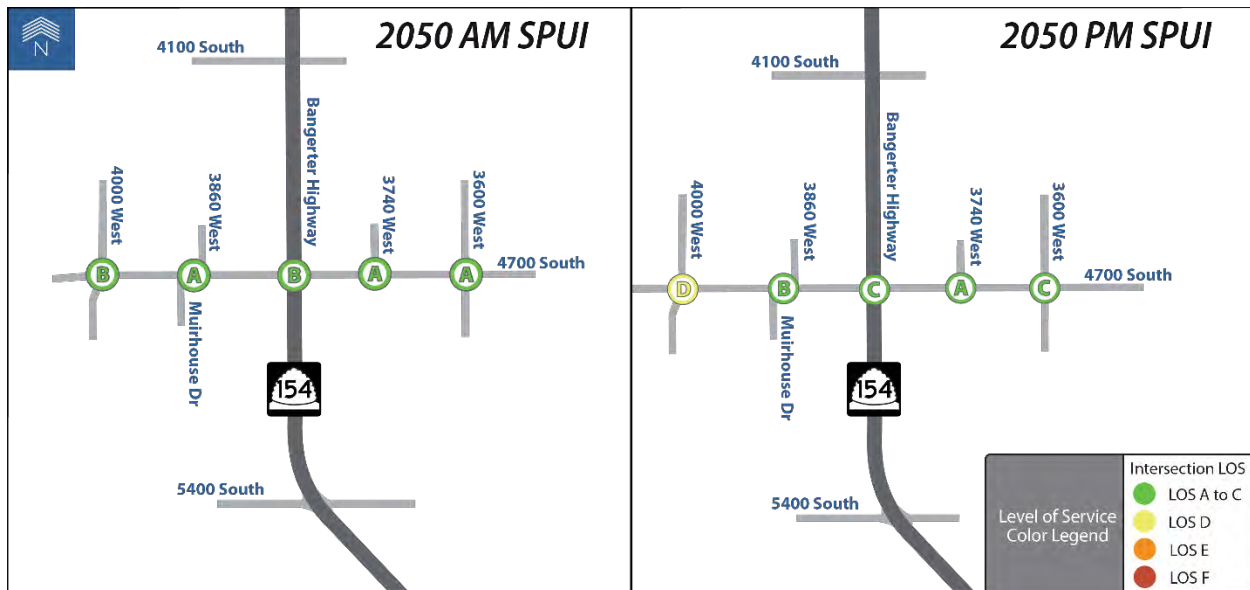 N
2050 AM SPUI
4100 South
Bangerter Highway
4000 West
3860 West
3740 West
3600 West
4700 South
B
A
B
A
A
Muirhouse Dr
154
5400 South
2050 PM SPUI
4100 South
Bangerter Highway
4000 West
3860 West
3740 West
3600 West
4700 South
D
B
C
A
C
Muirhouse Dr
154
5400 South
Level of Service
Color Legend
Intersection LOS
LOS A to C
LOS D
LOS E
LOS F